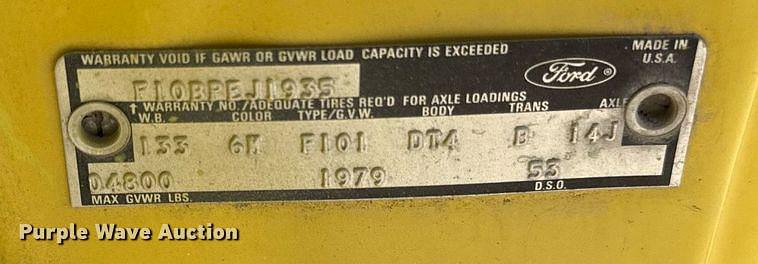 WARRANTY VOID IF GAWR OR GVWR LOAD CAPACITY IS EXCEEDED
MADE IN
U.S.A.
Ford ®
F10BPEJ1935
↑ WARRANTY NO./ADEQUATE TIRES REQ'D FOR AXLE LOADINGS
W.B. COLOR TYPE/G.V.W. BODY TRANS AXLE
133 6K F101 DT4 B 14J
04800 1979 53
MAX GVWR LBS. D.S.O.
Purple Wave Auction